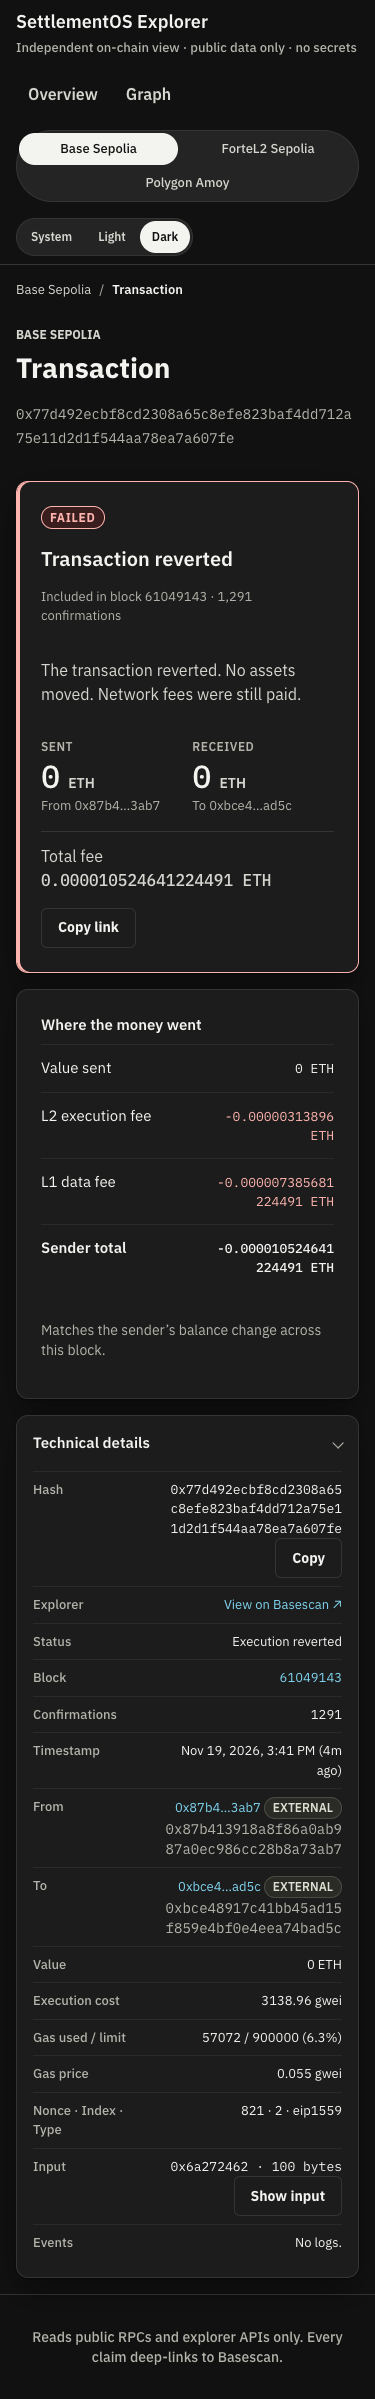 SettlementOS Explorer
Independent on-chain view · public data only · no secrets
Overview Graph
Base Sepolia ForteL2 Sepolia
Polygon Amoy
System Light Dark
Base Sepolia / Transaction
BASE SEPOLIA
Transaction
0x77d492ecbf8cd2308a65c8efe823baf4dd712a
75e11d2d1f544aa78ea7a607fe
FAILED
Transaction reverted
Included in block 61049143 · 1,291
confirmations
The transaction reverted. No assets
moved. Network fees were still paid.
SENT RECEIVED
0 ETH 0 ETH
From 0x87b4…3ab7 To 0xbce4…ad5c
Total fee
0.000010524641224491 ETH
Copy link
Where the money went
Value sent 0 ETH
L2 execution fee -0.00000313896
ETH
L1 data fee -0.000007385681
224491 ETH
Sender total -0.000010524641
224491 ETH
Matches the sender’s balance change across
this block.
Technical details
Hash 0x77d492ecbf8cd2308a65
c8efe823baf4dd712a75e1
1d2d1f544aa78ea7a607fe
Copy
Explorer View on Basescan ↗
Status Execution reverted
Block 61049143
Confirmations 1291
Timestamp Nov 19, 2026, 3:41 PM (4m
ago)
From 0x87b4…3ab7 EXTERNAL
0x87b413918a8f86a0ab9
87a0ec986cc28b8a73ab7
To 0xbce4…ad5c EXTERNAL
0xbce48917c41bb45ad15
f859e4bf0e4eea74bad5c
Value 0 ETH
Execution cost 3138.96 gwei
Gas used / limit 57072 / 900000 (6.3%)
Gas price 0.055 gwei
Nonce · Index · 821 · 2 · eip1559
Type
Input 0x6a272462 · 100 bytes
Show input
Events No logs.
Reads public RPCs and explorer APIs only. Every
claim deep-links to Basescan.